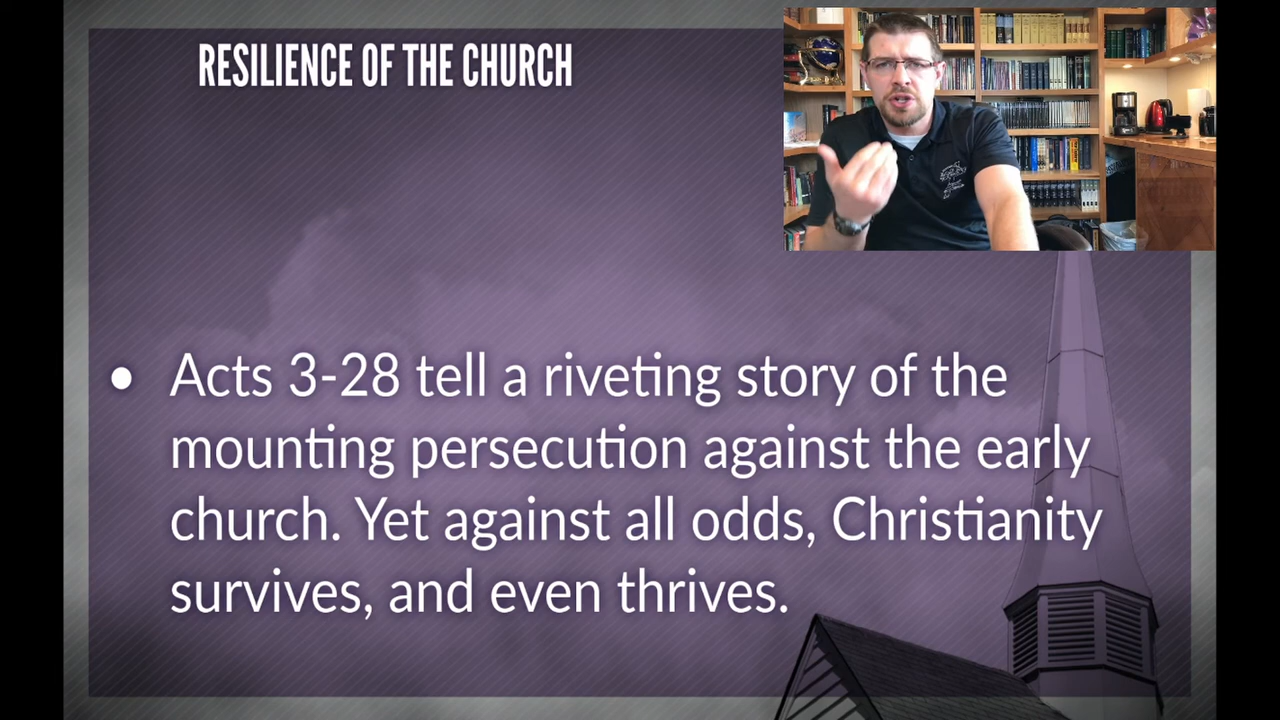 RESILIENCE OF THE CHURCH
• Acts 3-28 tell a riveting story of the
mounting persecution against the early
church. Yet against all odds, Christianity
survives, and even thrives.